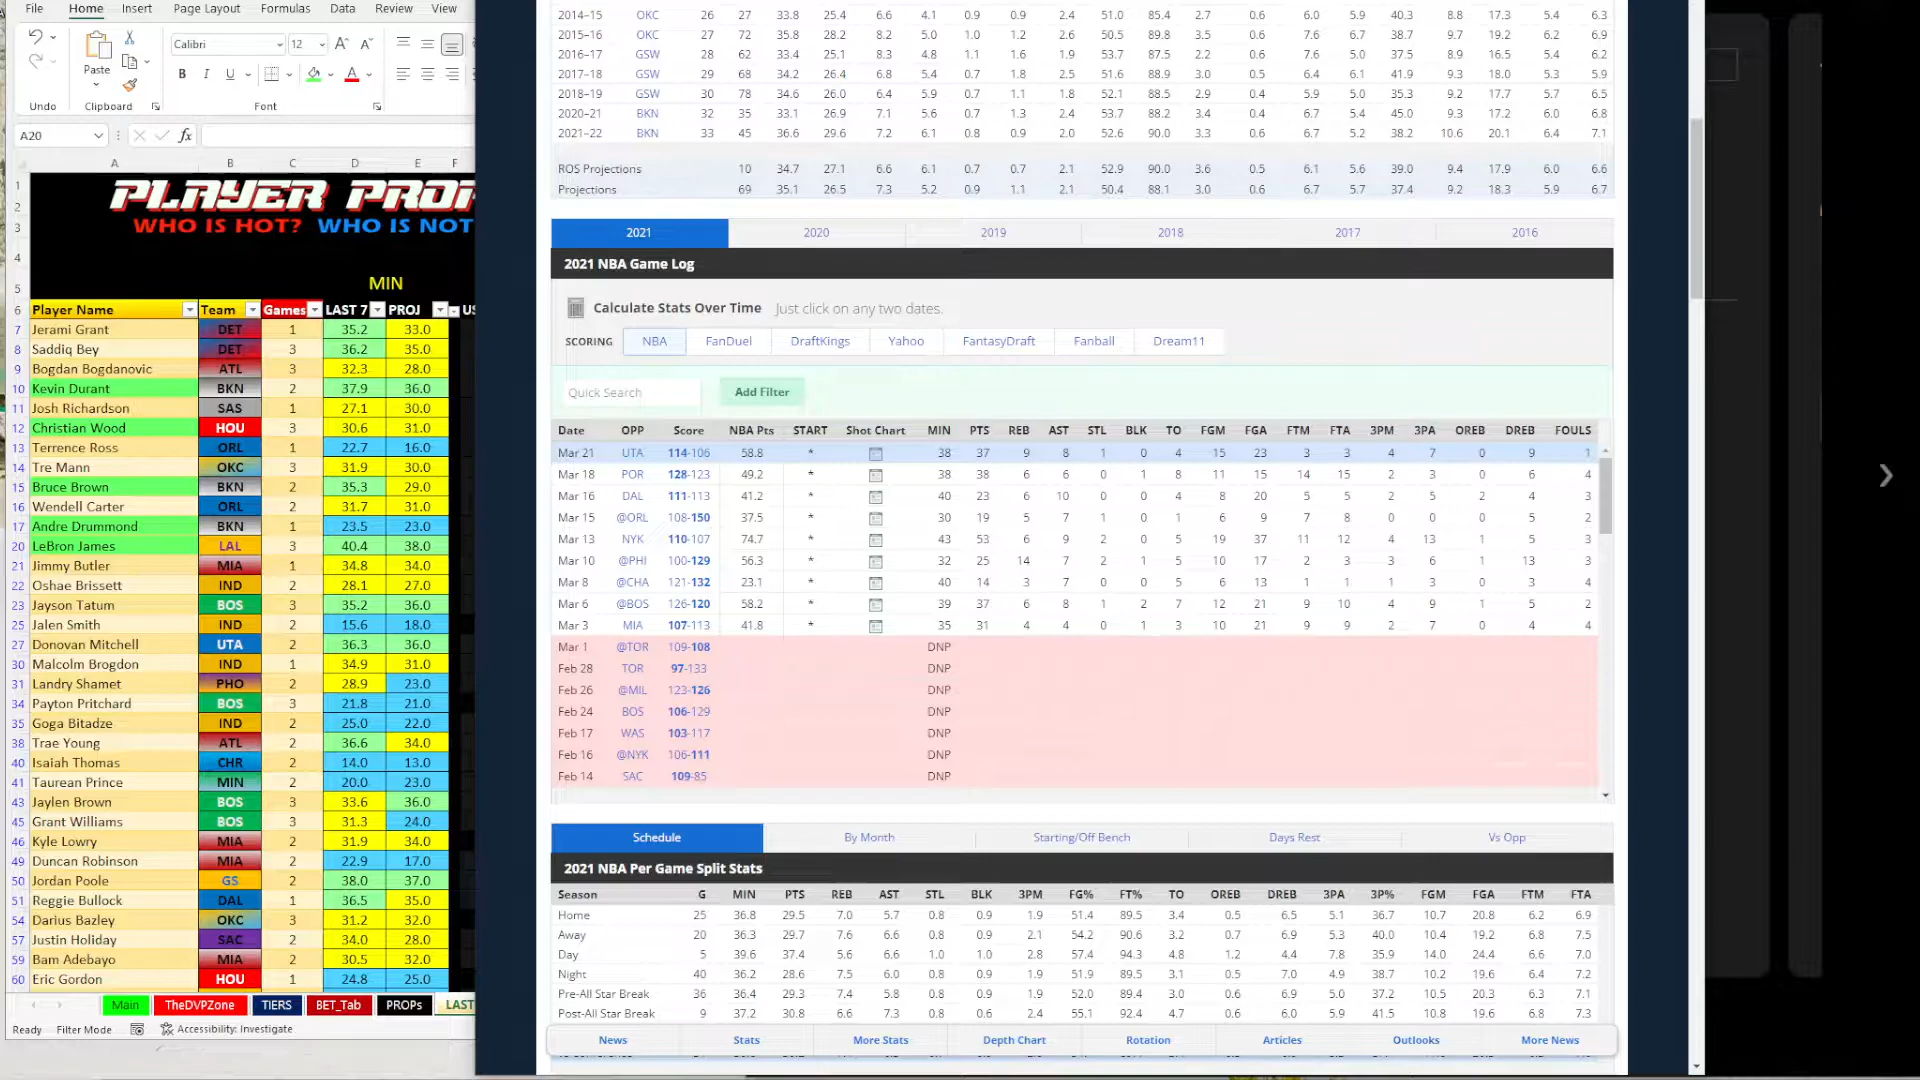 File Home Insert Page Layout Formulas Data Review View
Calibri 12
Paste
B I U
Undo Clipboard Font
A20 fx
A B C D E F
PLAYER PROP
WHO IS HOT? WHO IS NOT
MIN
6 Player Name Team Games LAST 7 PROJ US
7 Jerami Grant DET 1 35.2 33.0
8 Saddiq Bey DET 3 36.2 35.0
9 Bogdan Bogdanovic ATL 3 32.3 28.0
10 Kevin Durant BKN 2 37.9 36.0
11 Josh Richardson SAS 1 27.1 30.0
12 Christian Wood HOU 3 30.6 31.0
13 Terrence Ross ORL 1 22.7 16.0
14 Tre Mann OKC 3 31.9 30.0
15 Bruce Brown BKN 2 35.3 29.0
16 Wendell Carter ORL 2 31.7 31.0
17 Andre Drummond BKN 1 23.5 23.0
20 LeBron James LAL 3 40.4 38.0
21 Jimmy Butler MIA 1 34.8 34.0
22 Oshae Brissett IND 2 28.1 27.0
23 Jayson Tatum BOS 3 35.2 36.0
25 Jalen Smith IND 2 15.6 18.0
27 Donovan Mitchell UTA 2 36.3 36.0
30 Malcolm Brogdon IND 1 34.9 31.0
31 Landry Shamet PHO 2 28.9 23.0
34 Payton Pritchard BOS 3 21.8 21.0
35 Goga Bitadze IND 2 25.0 22.0
38 Trae Young ATL 2 36.6 34.0
40 Isaiah Thomas CHR 2 14.0 13.0
41 Taurean Prince MIN 2 20.0 23.0
43 Jaylen Brown BOS 3 33.6 36.0
45 Grant Williams BOS 3 31.3 24.0
46 Kyle Lowry MIA 2 31.9 34.0
49 Duncan Robinson MIA 2 22.9 17.0
50 Jordan Poole GS 2 38.0 37.0
51 Reggie Bullock DAL 1 36.5 35.0
54 Darius Bazley OKC 3 31.2 32.0
57 Justin Holiday SAC 2 34.0 28.0
59 Bam Adebayo MIA 2 30.5 32.0
60 Eric Gordon HOU 1 24.8 25.0
Main TheDVPZone TIERS BET_Tab PROPs LAST
Ready Filter Mode Accessibility: Investigate
2014–15 OKC 26 27 33.8 25.4 6.6 4.1 0.9 0.9 2.4 51.0 85.4 2.7 0.6 6.0 5.9 40.3 8.8 17.3 5.4 6.3
2015–16 OKC 27 72 35.8 28.2 8.2 5.0 1.0 1.2 2.6 50.5 89.8 3.5 0.6 7.6 6.7 38.7 9.7 19.2 6.2 6.9
2016–17 GSW 28 62 33.4 25.1 8.3 4.8 1.1 1.6 1.9 53.7 87.5 2.2 0.6 7.6 5.0 37.5 8.9 16.5 5.4 6.2
2017–18 GSW 29 68 34.2 26.4 6.8 5.4 0.7 1.8 2.5 51.6 88.9 3.0 0.5 6.4 6.1 41.9 9.3 18.0 5.3 5.9
2018–19 GSW 30 78 34.6 26.0 6.4 5.9 0.7 1.1 1.8 52.1 88.5 2.9 0.4 5.9 5.0 35.3 9.2 17.7 5.7 6.5
2020–21 BKN 32 35 33.1 26.9 7.1 5.6 0.7 1.3 2.4 53.7 88.2 3.4 0.4 6.7 5.4 45.0 9.3 17.2 6.0 6.8
2021–22 BKN 33 45 36.6 29.6 7.2 6.1 0.8 0.9 2.0 52.6 90.0 3.3 0.6 6.7 5.2 38.2 10.6 20.1 6.4 7.1
ROS Projections 10 34.7 27.1 6.6 6.1 0.7 0.7 2.1 52.9 90.0 3.6 0.5 6.1 5.6 39.0 9.4 17.9 6.0 6.6
Projections 69 35.1 26.5 7.3 5.2 0.9 1.1 2.1 50.4 88.1 3.0 0.6 6.7 5.7 37.4 9.2 18.3 5.9 6.7
2021 2020 2019 2018 2017 2016
2021 NBA Game Log
Calculate Stats Over Time Just click on any two dates.
SCORING NBA FanDuel DraftKings Yahoo FantasyDraft Fanball Dream11
Quick Search Add Filter
Date OPP Score NBA Pts START Shot Chart MIN PTS REB AST STL BLK TO FGM FGA FTM FTA 3PM 3PA OREB DREB FOULS
Mar 21 UTA 114-106 58.8 * 38 37 9 8 1 0 4 15 23 3 3 4 7 0 9 1
Mar 18 POR 128-123 49.2 * 38 38 6 6 0 1 8 11 15 14 15 2 3 0 6 4
Mar 16 DAL 111-113 41.2 * 40 23 6 10 0 0 4 8 20 5 5 2 5 2 4 3
Mar 15 @ORL 108-150 37.5 * 30 19 5 7 1 0 1 6 9 7 8 0 0 0 5 2
Mar 13 NYK 110-107 74.7 * 43 53 6 9 2 0 5 19 37 11 12 4 13 1 5 3
Mar 10 @PHI 100-129 56.3 * 32 25 14 7 2 1 5 10 17 2 3 3 6 1 13 3
Mar 8 @CHA 121-132 23.1 * 40 14 3 7 0 0 5 6 13 1 1 1 3 0 3 4
Mar 6 @BOS 126-120 58.2 * 39 37 6 8 1 2 7 12 21 9 10 4 9 1 5 2
Mar 3 MIA 107-113 41.8 * 35 31 4 4 0 1 3 10 21 9 9 2 7 0 4 4
Mar 1 @TOR 109-108 DNP
Feb 28 TOR 97-133 DNP
Feb 26 @MIL 123-126 DNP
Feb 24 BOS 106-129 DNP
Feb 17 WAS 103-117 DNP
Feb 16 @NYK 106-111 DNP
Feb 14 SAC 109-85 DNP
Schedule By Month Starting/Off Bench Days Rest Vs Opp
2021 NBA Per Game Split Stats
Season G MIN PTS REB AST STL BLK 3PM FG% FT% TO OREB DREB 3PA 3P% FGM FGA FTM FTA
Home 25 36.8 29.5 7.0 5.7 0.8 0.9 1.9 51.4 89.5 3.4 0.5 6.5 5.1 36.7 10.7 20.8 6.2 6.9
Away 20 36.3 29.7 7.6 6.6 0.8 0.9 2.1 54.2 90.6 3.2 0.7 6.9 5.3 40.0 10.4 19.2 6.8 7.5
Day 5 39.6 37.4 5.6 6.6 1.0 1.0 2.8 57.4 94.3 4.8 1.2 4.4 7.8 35.9 14.0 24.4 6.6 7.0
Night 40 36.2 28.6 7.5 6.0 0.8 0.9 1.9 51.9 89.5 3.1 0.5 7.0 4.9 38.7 10.2 19.6 6.4 7.2
Pre-All Star Break 36 36.4 29.3 7.4 5.8 0.8 0.9 1.9 52.0 89.4 3.0 0.6 6.9 5.0 37.2 10.5 20.3 6.3 7.1
Post-All Star Break 9 37.2 30.8 6.6 7.3 0.8 0.6 2.4 55.1 92.4 4.7 0.6 6.0 5.9 41.5 10.8 19.6 6.8 7.3
News Stats More Stats Depth Chart Rotation Articles Outlooks More News